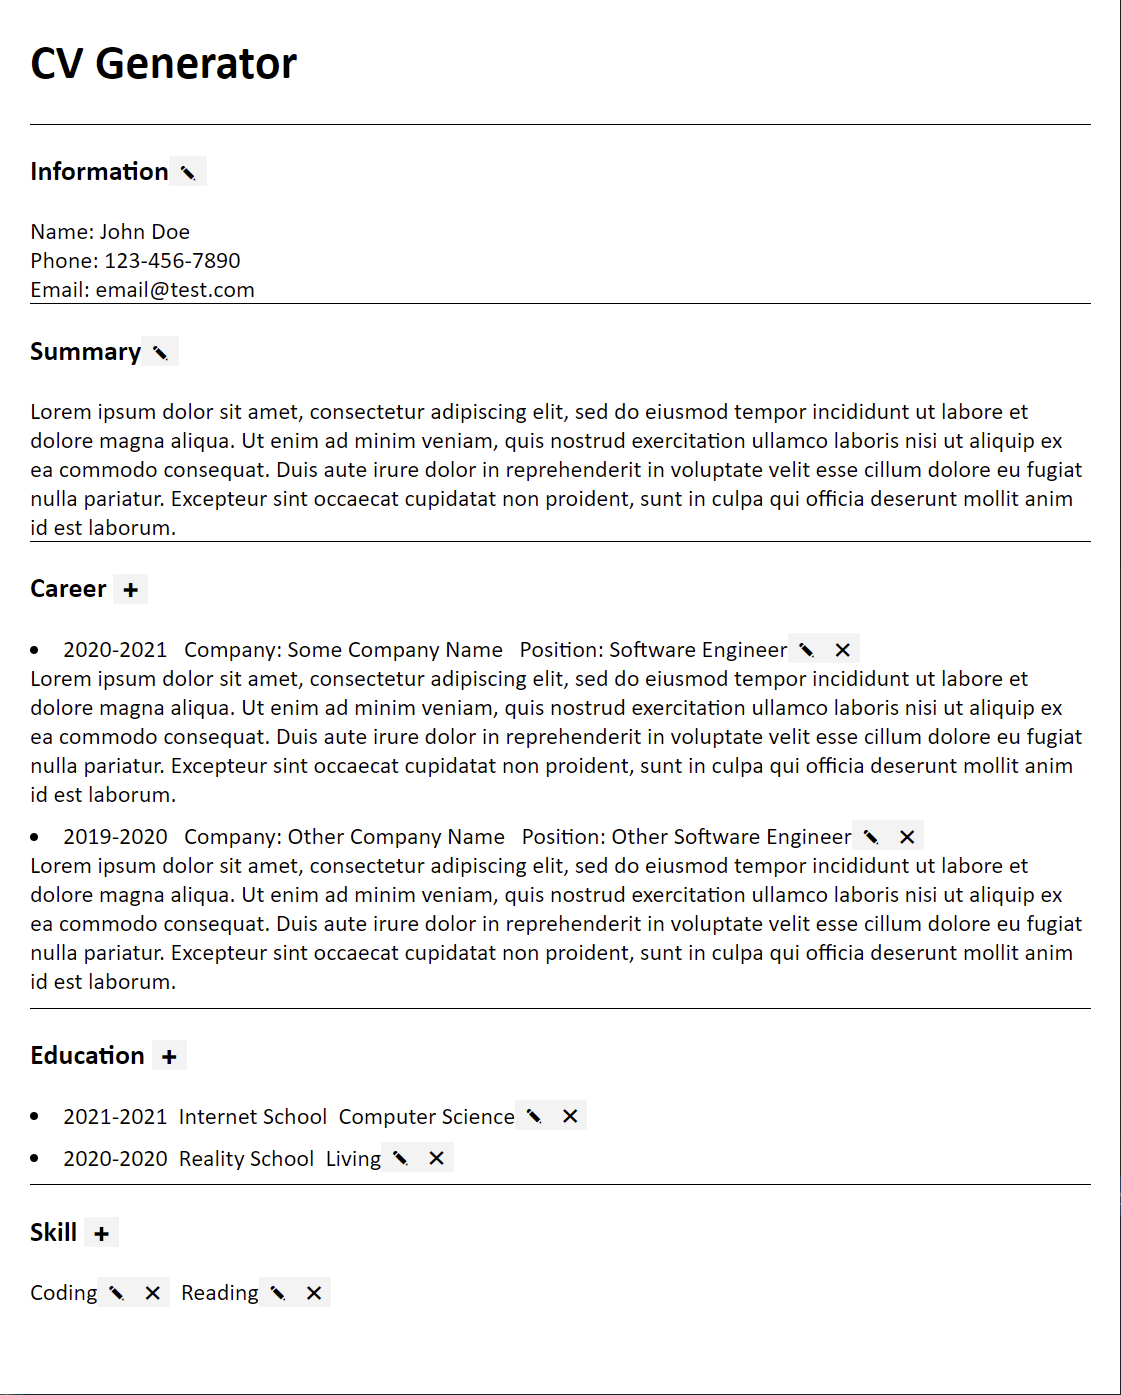 CV Generator
Information
Name: John Doe
Phone: 123-456-7890
Email: email@test.com
Summary
Lorem ipsum dolor sit amet, consectetur adipiscing elit, sed do eiusmod tempor incididunt ut labore et
dolore magna aliqua. Ut enim ad minim veniam, quis nostrud exercitation ullamco laboris nisi ut aliquip ex
ea commodo consequat. Duis aute irure dolor in reprehenderit in voluptate velit esse cillum dolore eu fugiat
nulla pariatur. Excepteur sint occaecat cupidatat non proident, sunt in culpa qui officia deserunt mollit anim
id est laborum.
Career +
• 2020-2021 Company: Some Company Name Position: Software Engineer ✕
Lorem ipsum dolor sit amet, consectetur adipiscing elit, sed do eiusmod tempor incididunt ut labore et
dolore magna aliqua. Ut enim ad minim veniam, quis nostrud exercitation ullamco laboris nisi ut aliquip ex
ea commodo consequat. Duis aute irure dolor in reprehenderit in voluptate velit esse cillum dolore eu fugiat
nulla pariatur. Excepteur sint occaecat cupidatat non proident, sunt in culpa qui officia deserunt mollit anim
id est laborum.
• 2019-2020 Company: Other Company Name Position: Other Software Engineer ✕
Lorem ipsum dolor sit amet, consectetur adipiscing elit, sed do eiusmod tempor incididunt ut labore et
dolore magna aliqua. Ut enim ad minim veniam, quis nostrud exercitation ullamco laboris nisi ut aliquip ex
ea commodo consequat. Duis aute irure dolor in reprehenderit in voluptate velit esse cillum dolore eu fugiat
nulla pariatur. Excepteur sint occaecat cupidatat non proident, sunt in culpa qui officia deserunt mollit anim
id est laborum.
Education +
• 2021-2021 Internet School Computer Science ✕
• 2020-2020 Reality School Living ✕
Skill +
Coding ✕ Reading ✕